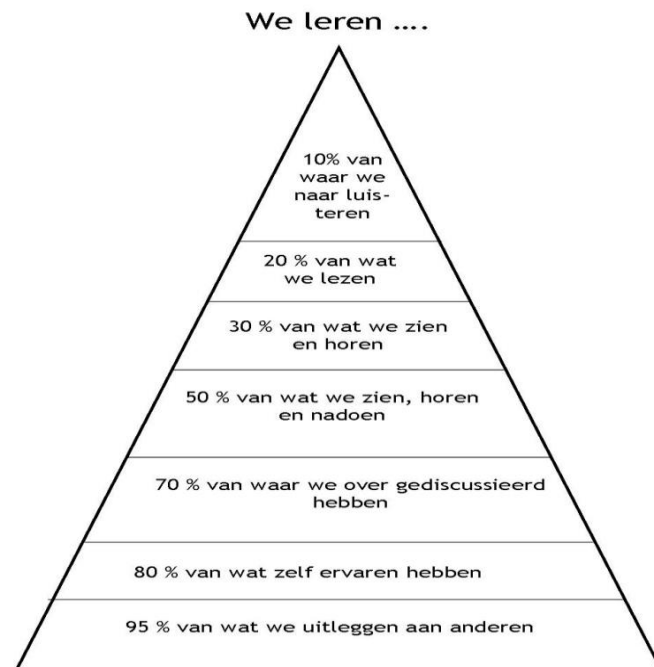 We leren ....
10% van
waar we
naar luis-
teren
20 % van wat
we lezen
30 % van wat we zien
en horen
50 % van wat we zien, horen
en nadoen
70 % van waar we over gediscussieerd
hebben
80 % van wat zelf ervaren hebben
95 % van wat we uitleggen aan anderen